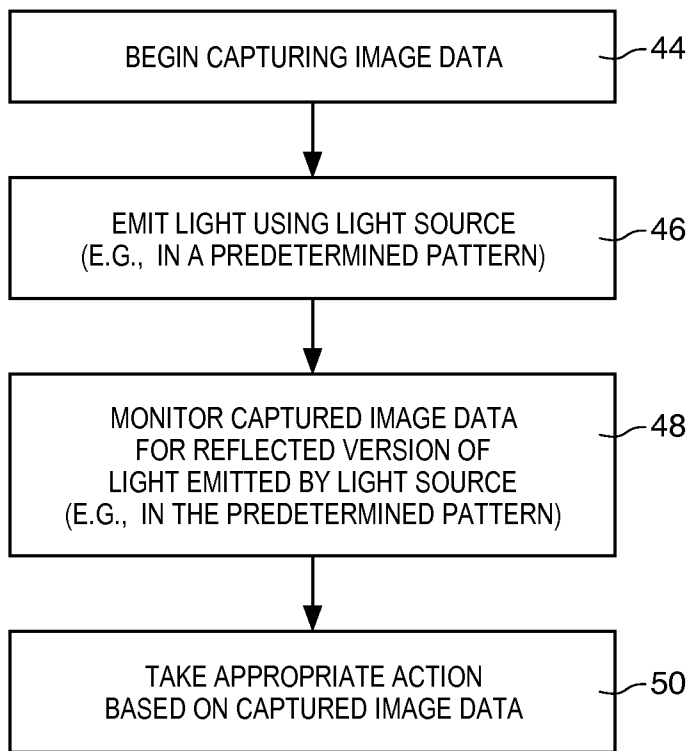 BEGIN CAPTURING IMAGE DATA
44
EMIT LIGHT USING LIGHT SOURCE
(E.G., IN A PREDETERMINED PATTERN)
46
MONITOR CAPTURED IMAGE DATA
FOR REFLECTED VERSION OF
LIGHT EMITTED BY LIGHT SOURCE
(E.G., IN THE PREDETERMINED PATTERN)
48
TAKE APPROPRIATE ACTION
BASED ON CAPTURED IMAGE DATA
50